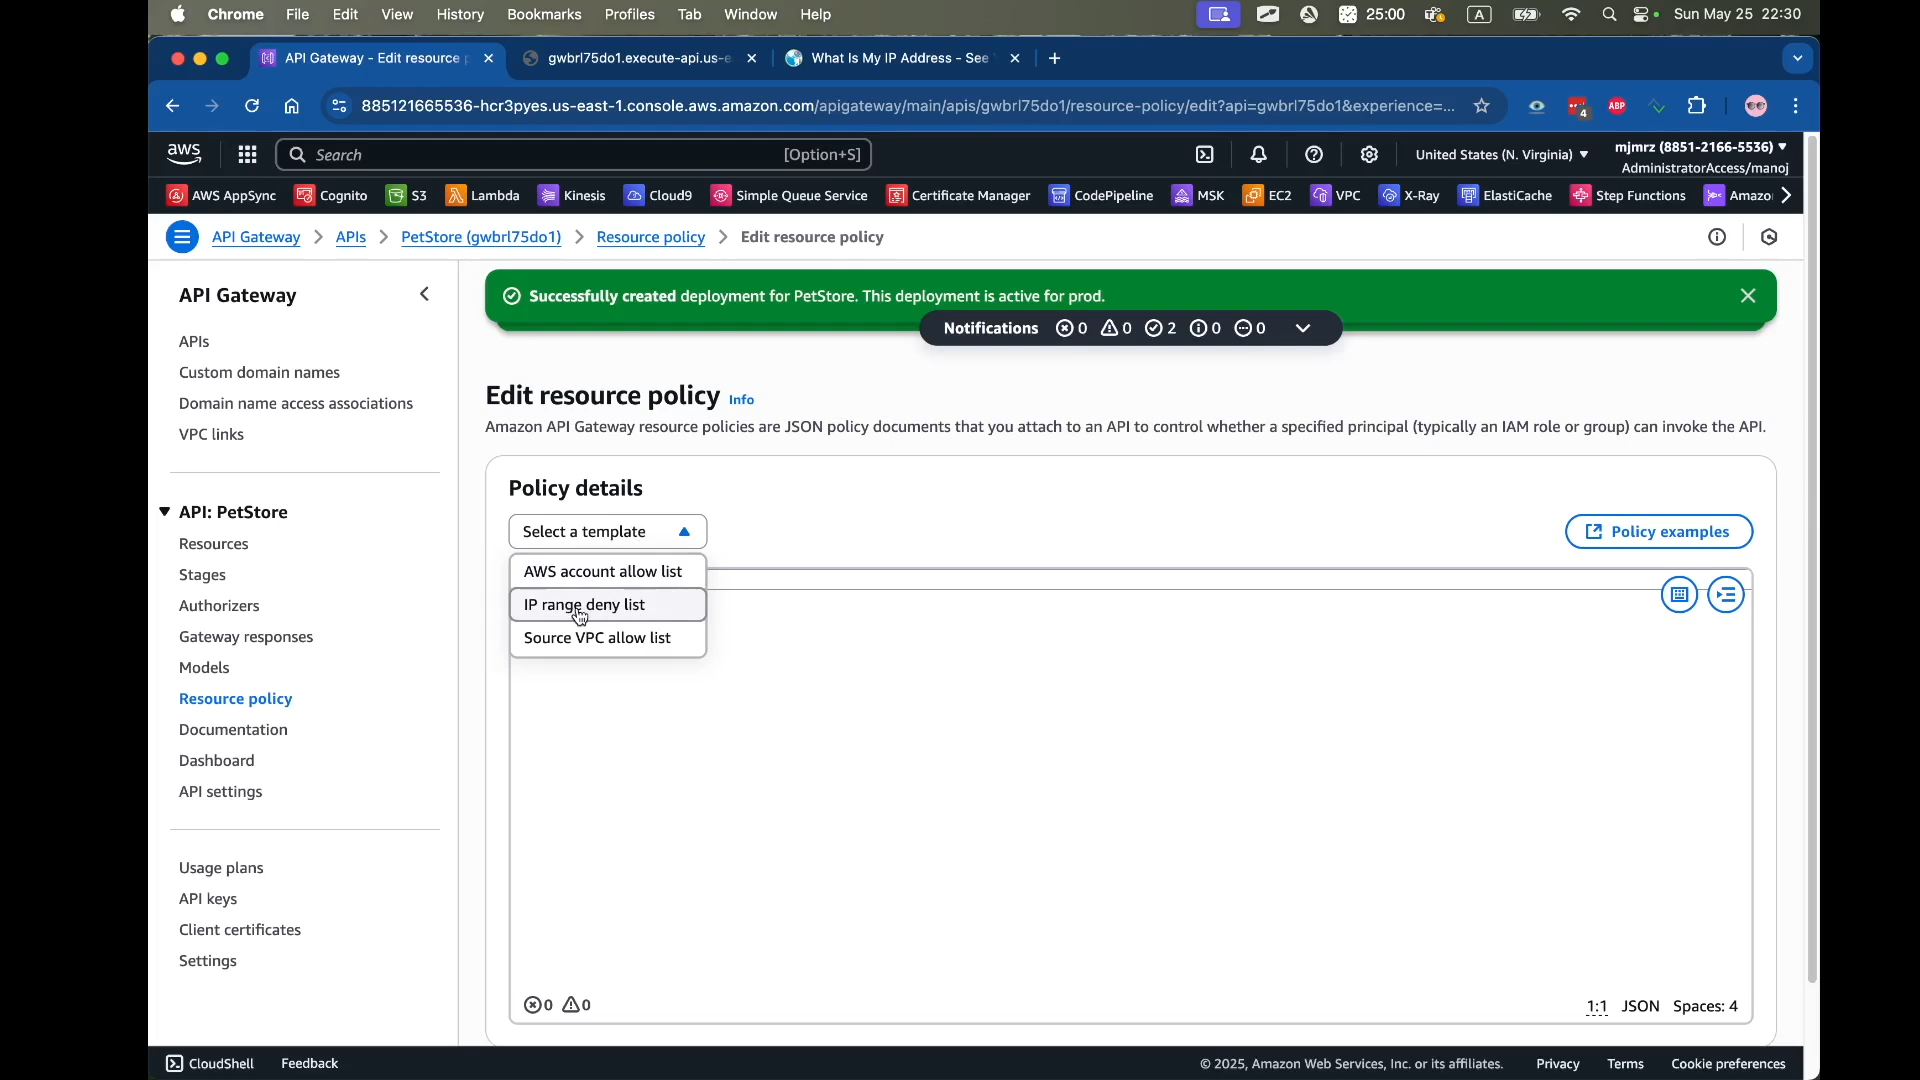 Chrome File Edit View History Bookmarks Profiles Tab Window Help 25:00 A Sun May 25 22:30
API Gateway - Edit resource p gwbrl75do1.execute-api.us-e What Is My IP Address - See
885121665536-hcr3pyes.us-east-1.console.aws.amazon.com/apigateway/main/apis/gwbrl75do1/resource-policy/edit?api=gwbrl75do1&experience=... 4 ABP
aws Search [Option+S] United States (N. Virginia) mjmrz (8851-2166-5536)
AdministratorAccess/manoj
AWS AppSync Cognito S3 Lambda Kinesis Cloud9 Simple Queue Service Certificate Manager CodePipeline MSK EC2 VPC X-Ray ElastiCache Step Functions Amazo
API Gateway APIs PetStore (gwbrl75do1) Resource policy Edit resource policy
API Gateway
APIs
Custom domain names
Domain name access associations
VPC links
API: PetStore
Resources
Stages
Authorizers
Gateway responses
Models
Resource policy
Documentation
Dashboard
API settings
Usage plans
API keys
Client certificates
Settings
Successfully created deployment for PetStore. This deployment is active for prod.
Notifications 0 0 2 0 0
Edit resource policy Info
Amazon API Gateway resource policies are JSON policy documents that you attach to an API to control whether a specified principal (typically an IAM role or group) can invoke the API.
Policy details
Select a template Policy examples
AWS account allow list
IP range deny list
Source VPC allow list
0 0 1:1 JSON Spaces: 4
CloudShell Feedback © 2025, Amazon Web Services, Inc. or its affiliates. Privacy Terms Cookie preferences